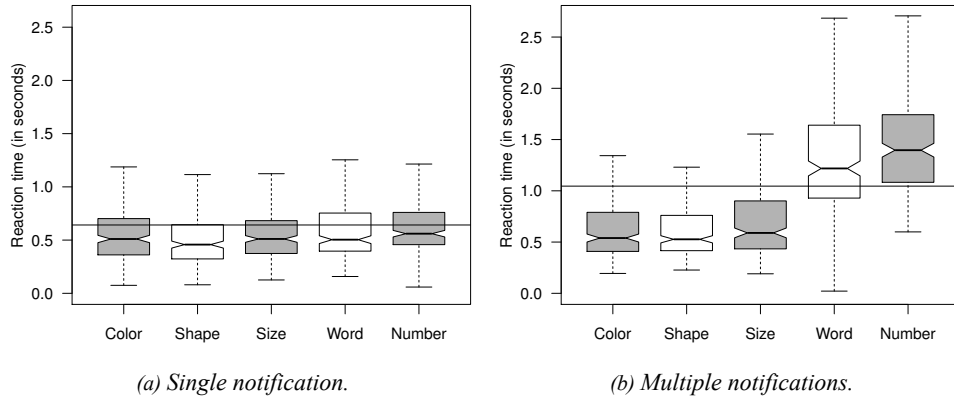 Reaction time (in seconds)
2.5
2.0
1.5
1.0
0.5
0.0
Color Shape Size Word Number
(a) Single notification.
Reaction time (in seconds)
2.5
2.0
1.5
1.0
0.5
0.0
Color Shape Size Word Number
(b) Multiple notifications.